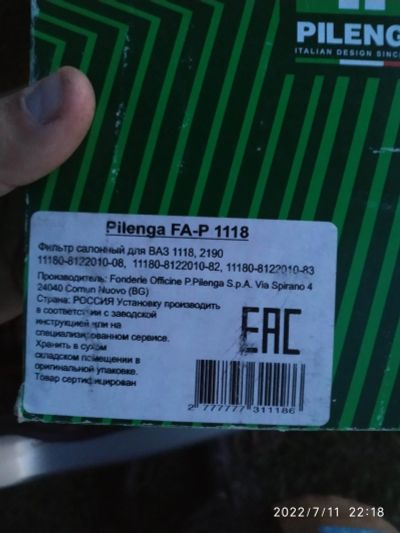 PILENG
ITALIAN DESIGN SINC
Pilenga FA-P 1118
Фильтр салонный для ВАЗ 1118, 2190
11180-8122010-08, 11180-8122010-82, 11180-8122010-83
Производитель: Fonderie Officine P.Pilenga S.p.A. Via Spirano 4
24040 Comun Nuovo (BG)
Страна: РОССИЯ Установку производить
в соответствии с заводской
инструкцией или на
специализированном сервисе.
Хранить в сухом
складском помещении в
оригинальной упаковке.
Товар сертифицирован
EAC
2 777777 311186
2022/7/11 22:18